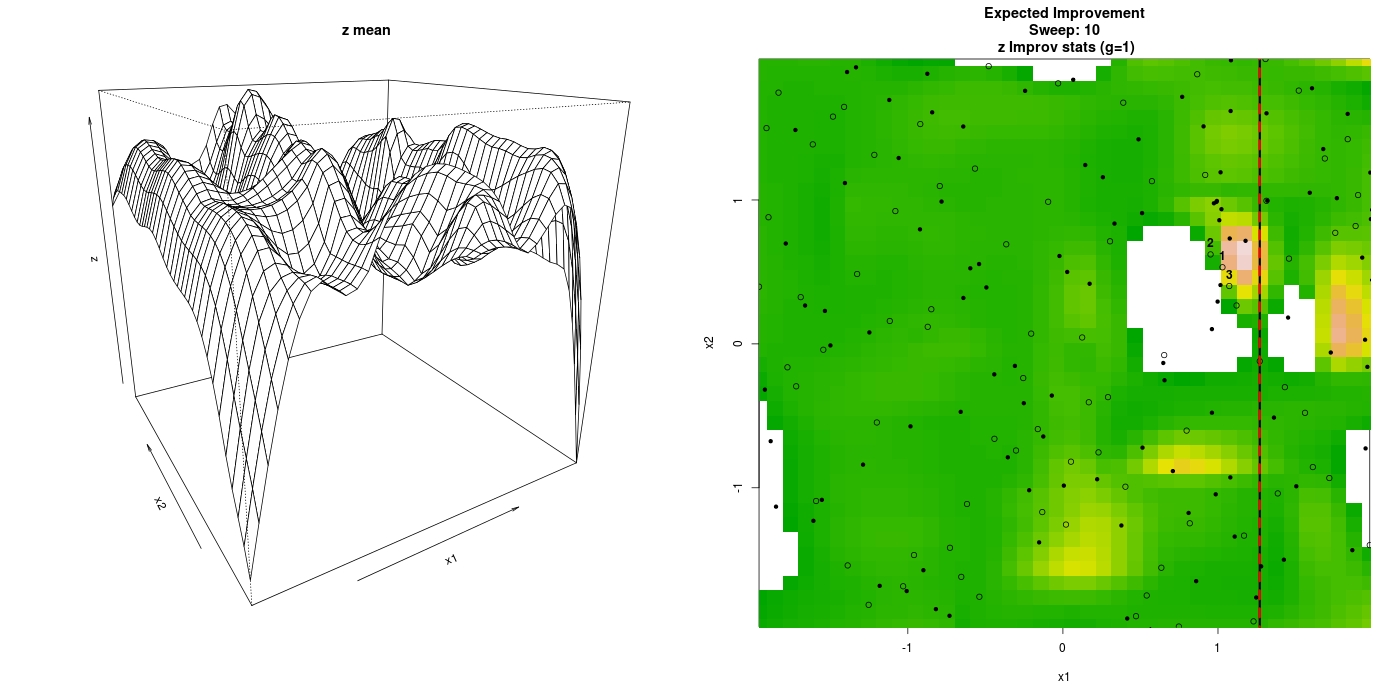 z mean
z
x2
x1
Expected Improvement
Sweep: 10
z Improv stats (g=1)
x2
1
0
-1
2
1
3
-1
0
1
x1